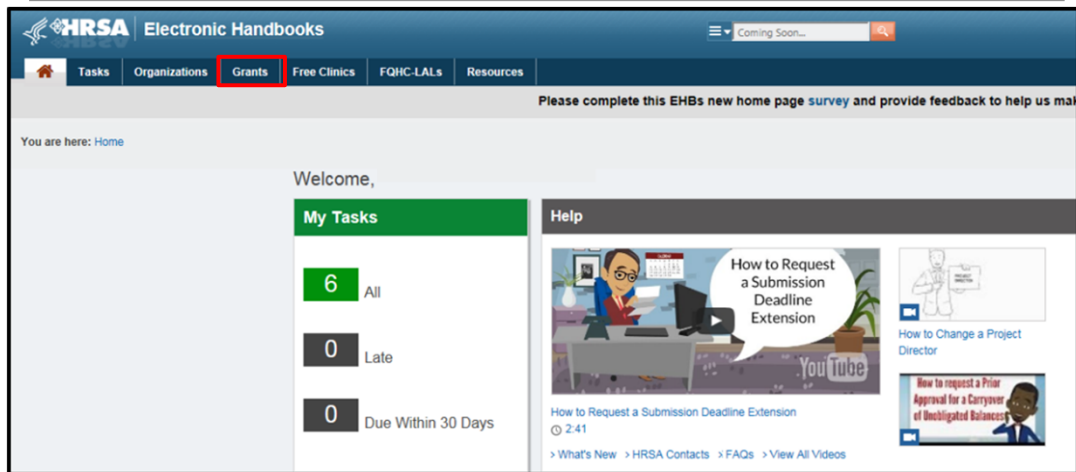 HRSA Electronic Handbooks
Coming Soon...
Tasks Organizations Grants Free Clinics FQHC-LALs Resources
Please complete this EHBs new home page survey and provide feedback to help us mak
You are here: Home
Welcome,
My Tasks
6 All
0 Late
0 Due Within 30 Days
Help
How to Request
a Submission
Deadline
Extension
YouTube
How to Request a Submission Deadline Extension
2:41
> What's New > HRSA Contacts > FAQs > View All Videos
PROJECT
DIRECTOR
How to Change a Project
Director
How to request a Prior
Approval for a Carryover
of Unobligated Balances